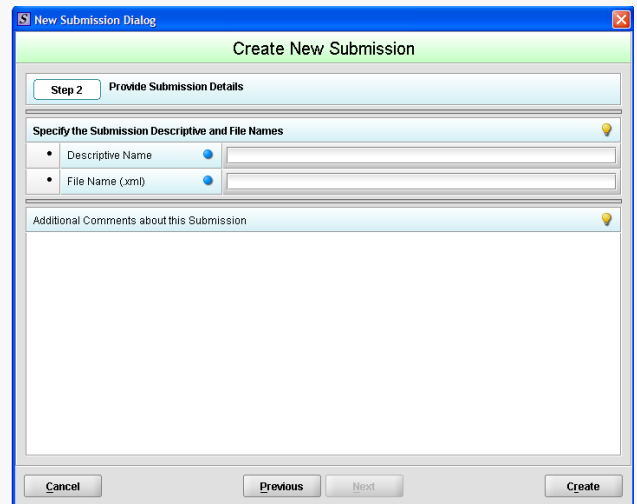 S New Submission Dialog
Create New Submission
Step 2 Provide Submission Details
Specify the Submission Descriptive and File Names
• Descriptive Name
• File Name (.xml)
Additional Comments about this Submission
Cancel Previous Next Create